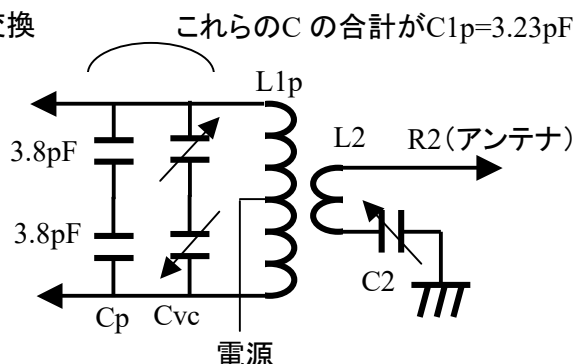 変換
これらのC の合計がC1p=3.23pF
L1p
L2
R2(アンテナ)
3.8pF
3.8pF
C2
Cp
Cvc
電源